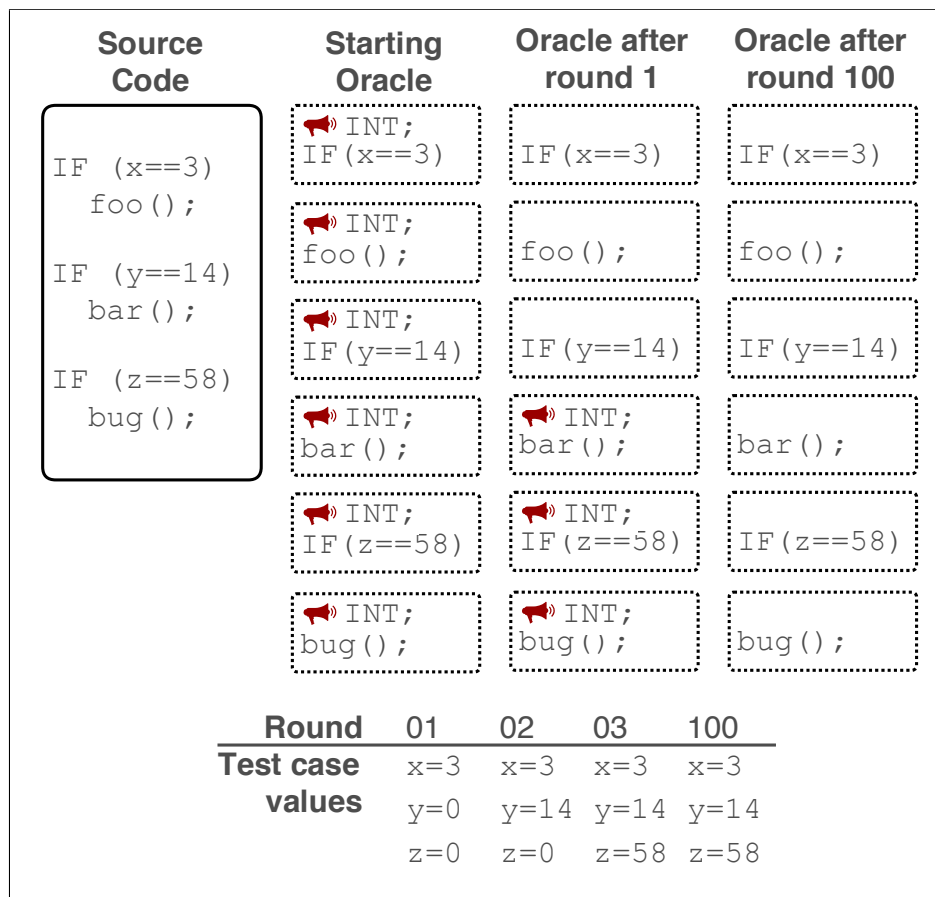 Source Code
Starting Oracle
Oracle after round 1
Oracle after round 100
IF (x==3)
foo();
IF (y==14)
bar();
IF (z==58)
bug();
INT;
IF(x==3)
IF(x==3)
IF(x==3)
INT;
foo();
foo();
foo();
INT;
IF(y==14)
IF(y==14)
IF(y==14)
INT;
bar();
INT;
bar();
bar();
INT;
IF(z==58)
INT;
IF(z==58)
IF(z==58)
INT;
bug();
INT;
bug();
bug();
Round 01 02 03 100
Test case values
x=3 x=3 x=3 x=3
y=0 y=14 y=14 y=14
z=0 z=0 z=58 z=58